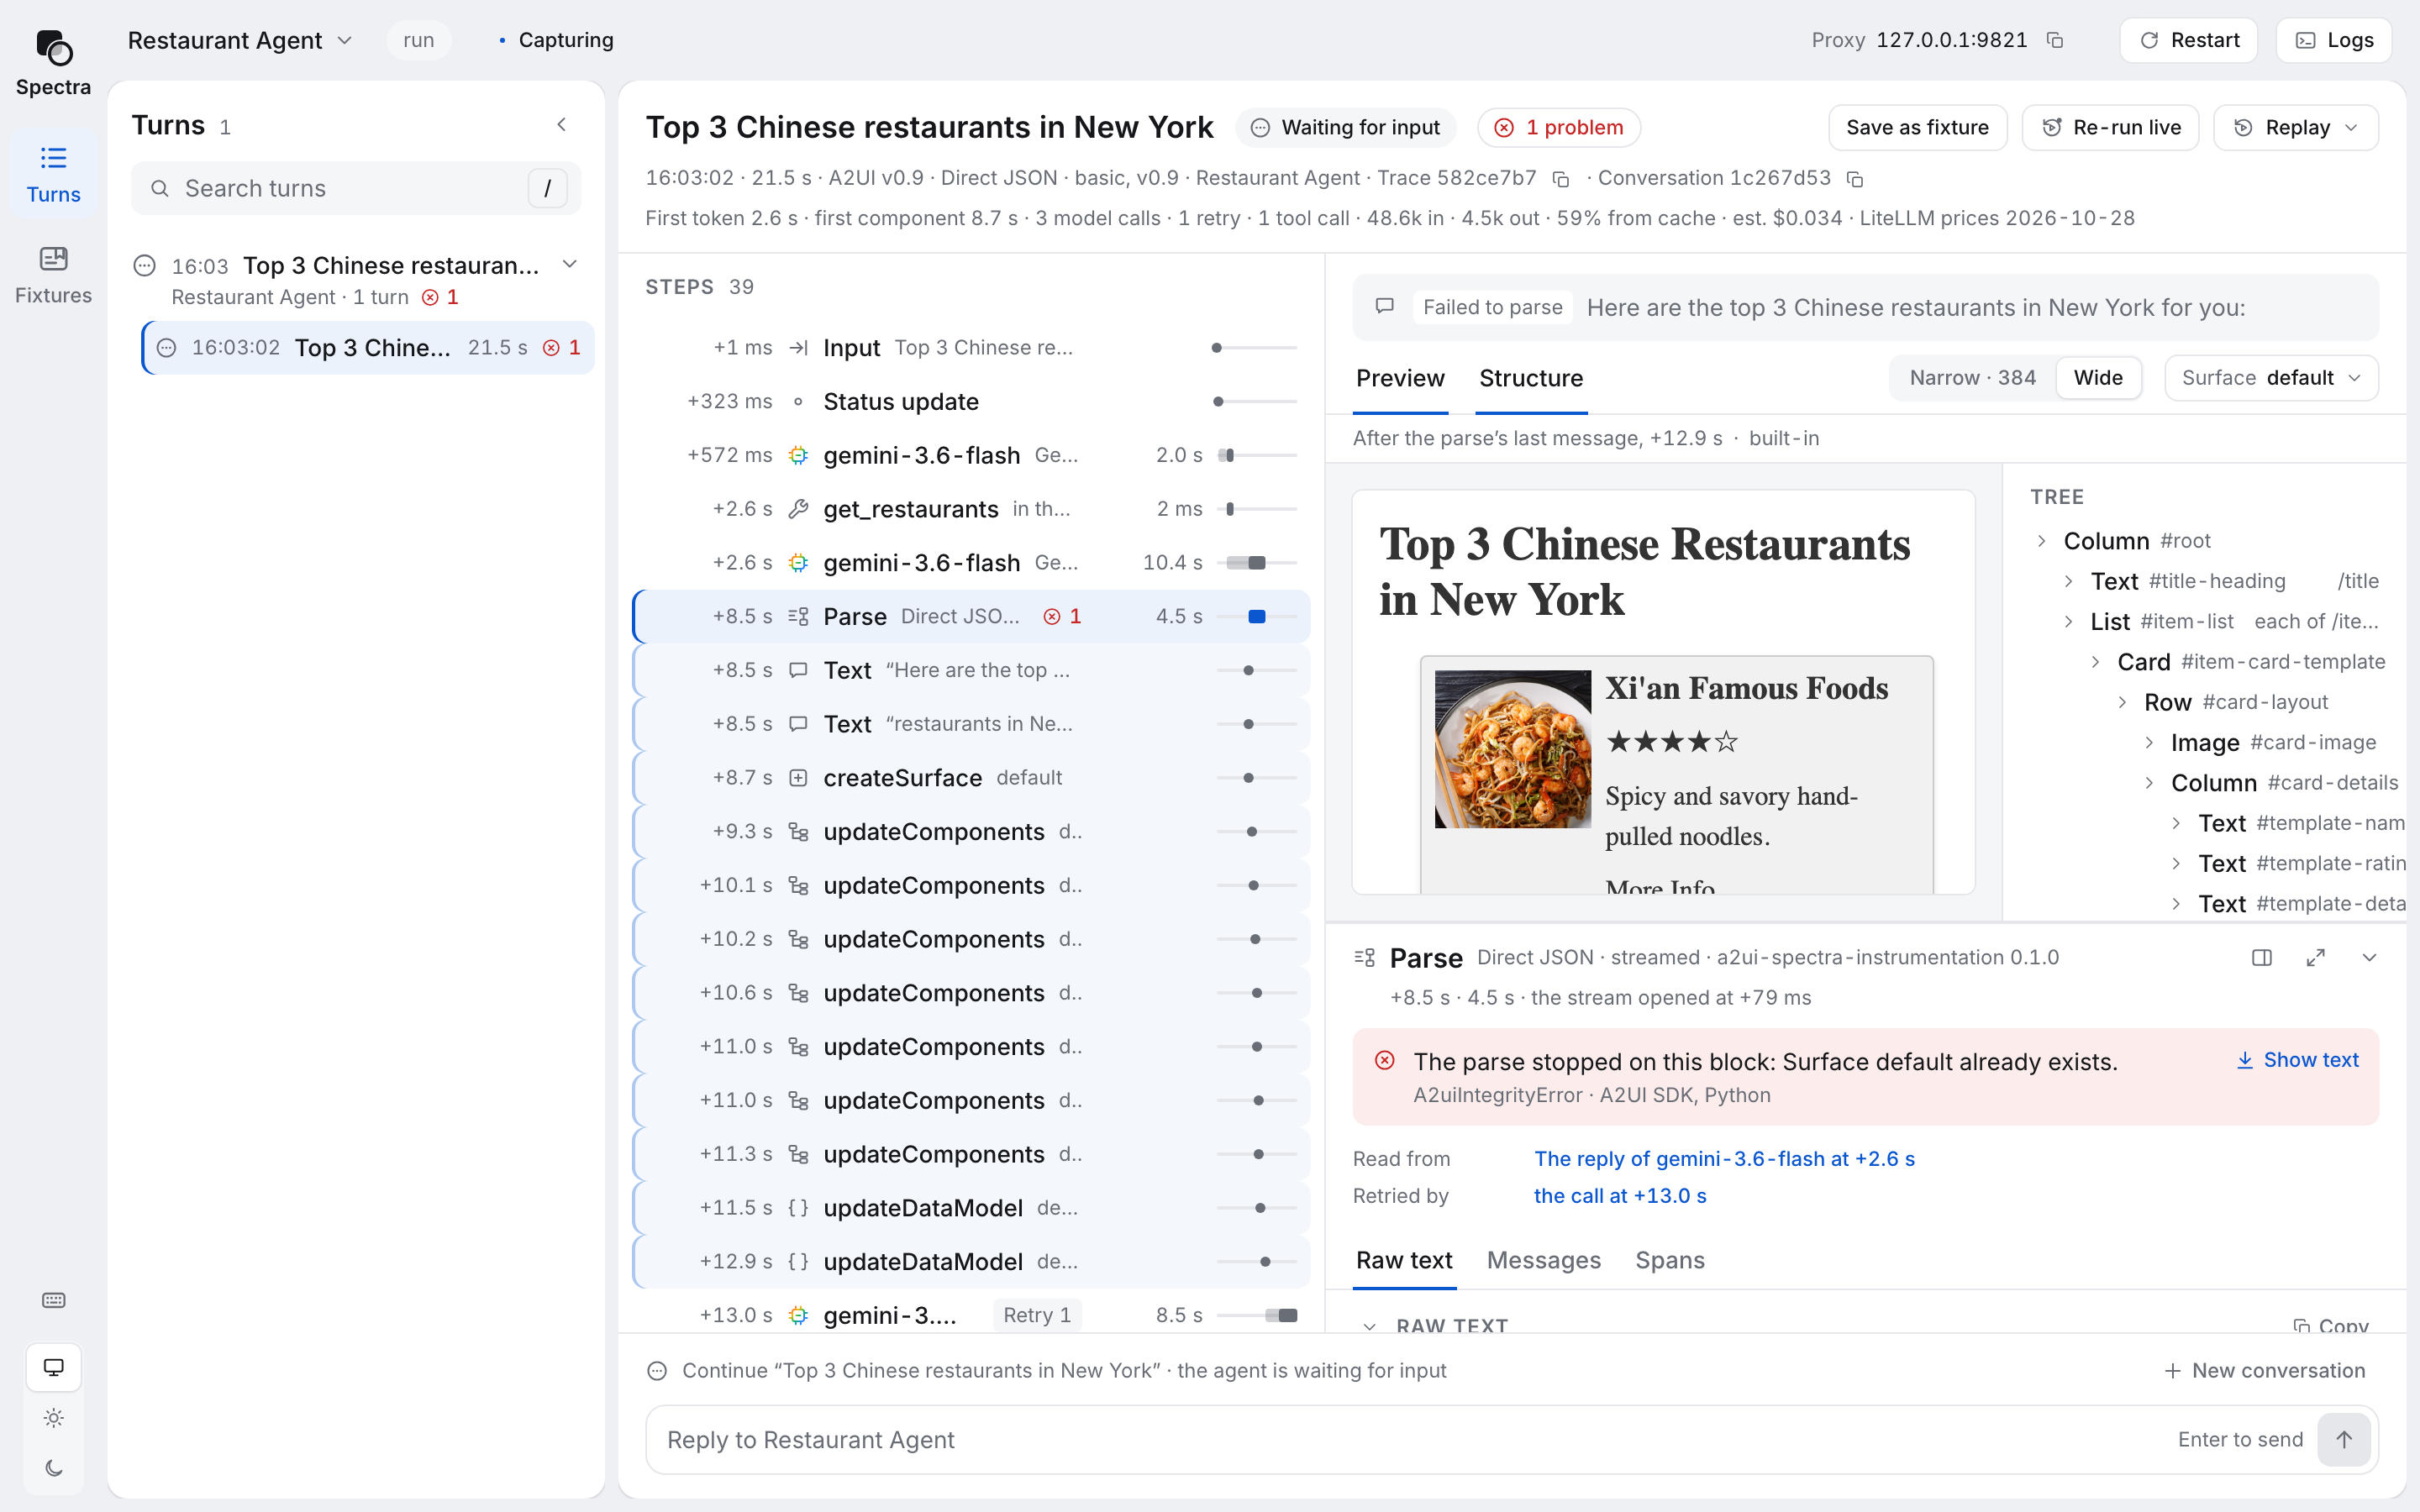 Spectra
Turns
Fixtures
Restaurant Agent
run
Capturing
Proxy 127.0.0.1:9821
Restart
Logs
Turns 1
Search turns /
16:03 Top 3 Chinese restauran...
Restaurant Agent · 1 turn 1
16:03:02 Top 3 Chine... 21.5 s 1
Top 3 Chinese restaurants in New York
Waiting for input
1 problem
Save as fixture
Re-run live
Replay
16:03:02 · 21.5 s · A2UI v0.9 · Direct JSON · basic, v0.9 · Restaurant Agent · Trace 582ce7b7 · Conversation 1c267d53
First token 2.6 s · first component 8.7 s · 3 model calls · 1 retry · 1 tool call · 48.6k in · 4.5k out · 59% from cache · est. $0.034 · LiteLLM prices 2026-10-28
STEPS 39
+1 ms Input Top 3 Chinese re...
+323 ms Status update
+572 ms gemini-3.6-flash Ge... 2.0 s
+2.6 s get_restaurants in th... 2 ms
+2.6 s gemini-3.6-flash Ge... 10.4 s
+8.5 s Parse Direct JSO... 1 4.5 s
+8.5 s Text “Here are the top ...
+8.5 s Text “restaurants in Ne...
+8.7 s createSurface default
+9.3 s updateComponents d..
+10.1 s updateComponents d..
+10.2 s updateComponents d..
+10.6 s updateComponents d..
+11.0 s updateComponents d..
+11.0 s updateComponents d..
+11.3 s updateComponents d..
+11.5 s updateDataModel de...
+12.9 s updateDataModel de...
+13.0 s gemini-3.... Retry 1 8.5 s
Failed to parse Here are the top 3 Chinese restaurants in New York for you:
Preview
Structure
Narrow · 384
Wide
Surface default
After the parse’s last message, +12.9 s · built-in
Top 3 Chinese Restaurants
in New York
Xi'an Famous Foods
★★★★☆
Spicy and savory hand-
pulled noodles.
More Info
TREE
Column #root
Text #title-heading /title
List #item-list each of /ite...
Card #item-card-template
Row #card-layout
Image #card-image
Column #card-details
Text #template-nam
Text #template-ratin
Text #template-deta
Parse Direct JSON · streamed · a2ui-spectra-instrumentation 0.1.0
+8.5 s · 4.5 s · the stream opened at +79 ms
The parse stopped on this block: Surface default already exists.
Show text
A2uiIntegrityError · A2UI SDK, Python
Read from The reply of gemini-3.6-flash at +2.6 s
Retried by the call at +13.0 s
Raw text
Messages
Spans
RAW TEXT
Copy
Continue “Top 3 Chinese restaurants in New York” · the agent is waiting for input
New conversation
Reply to Restaurant Agent
Enter to send